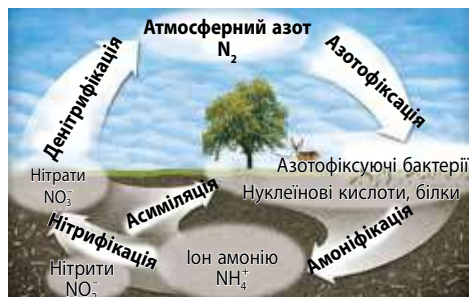 Атмосферний азот
N₂
Азотофіксація
Денітрифікація
Азотофіксуючі бактерії
Нуклеїнові кислоти, білки
Нітрати
NO₃⁻
Асиміляція
Амоніфікація
Нітрифікація
Іон амонію
NH₄⁺
Нітрити
NO₂⁻